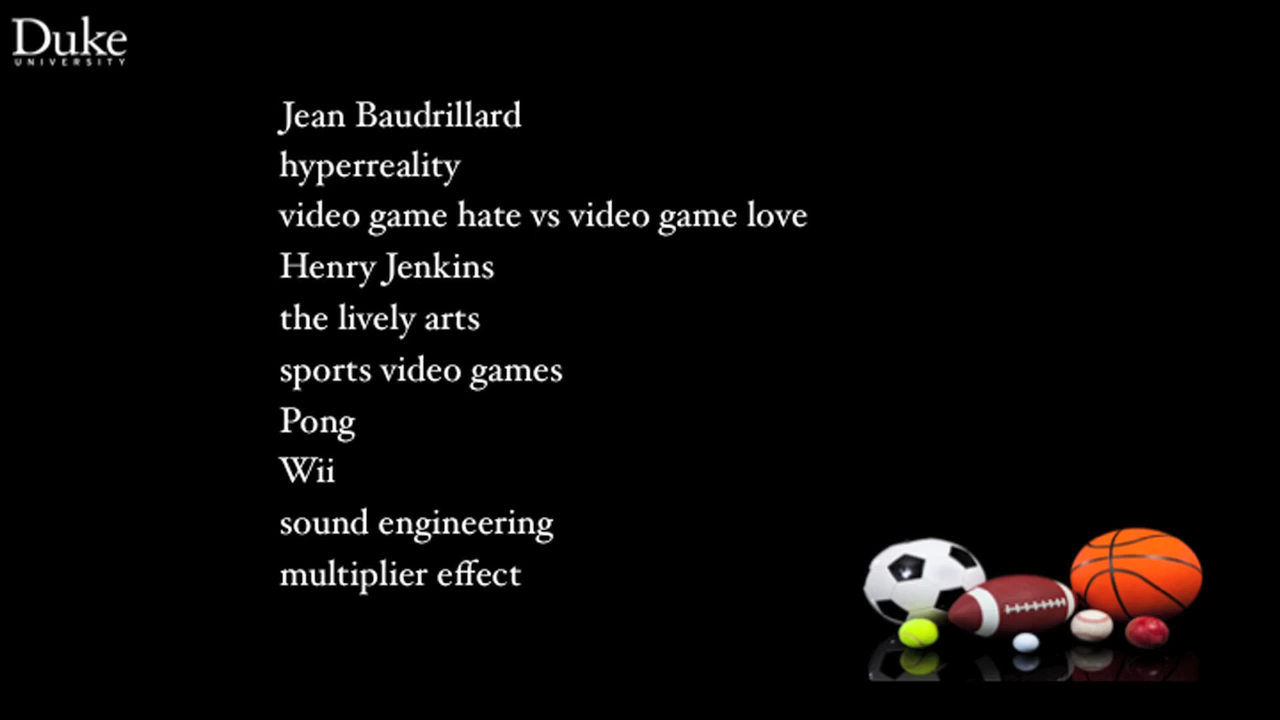 Duke
UNIVERSITY
Jean Baudrillard
hyperreality
video game hate vs video game love
Henry Jenkins
the lively arts
sports video games
Pong
Wii
sound engineering
multiplier effect